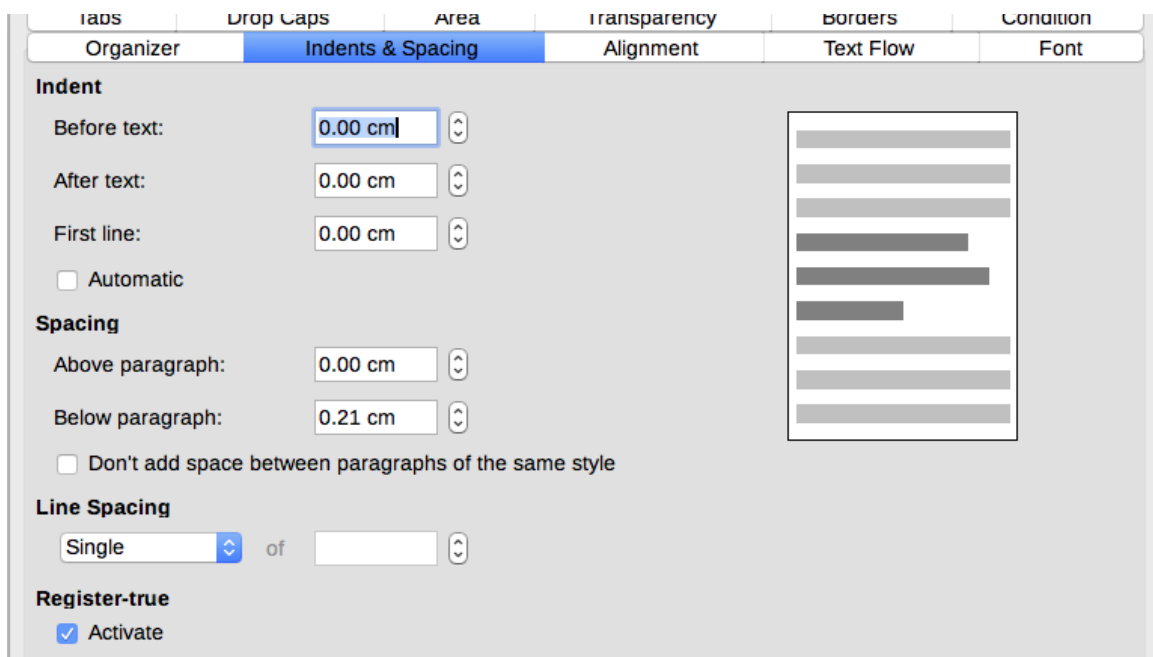 Tabs Drop Caps Area Transparency Borders Condition
Organizer Indents & Spacing Alignment Text Flow Font
Indent
Before text: 0.00 cm
After text: 0.00 cm
First line: 0.00 cm
Automatic
Spacing
Above paragraph: 0.00 cm
Below paragraph: 0.21 cm
Don't add space between paragraphs of the same style
Line Spacing
Single of
Register-true
Activate